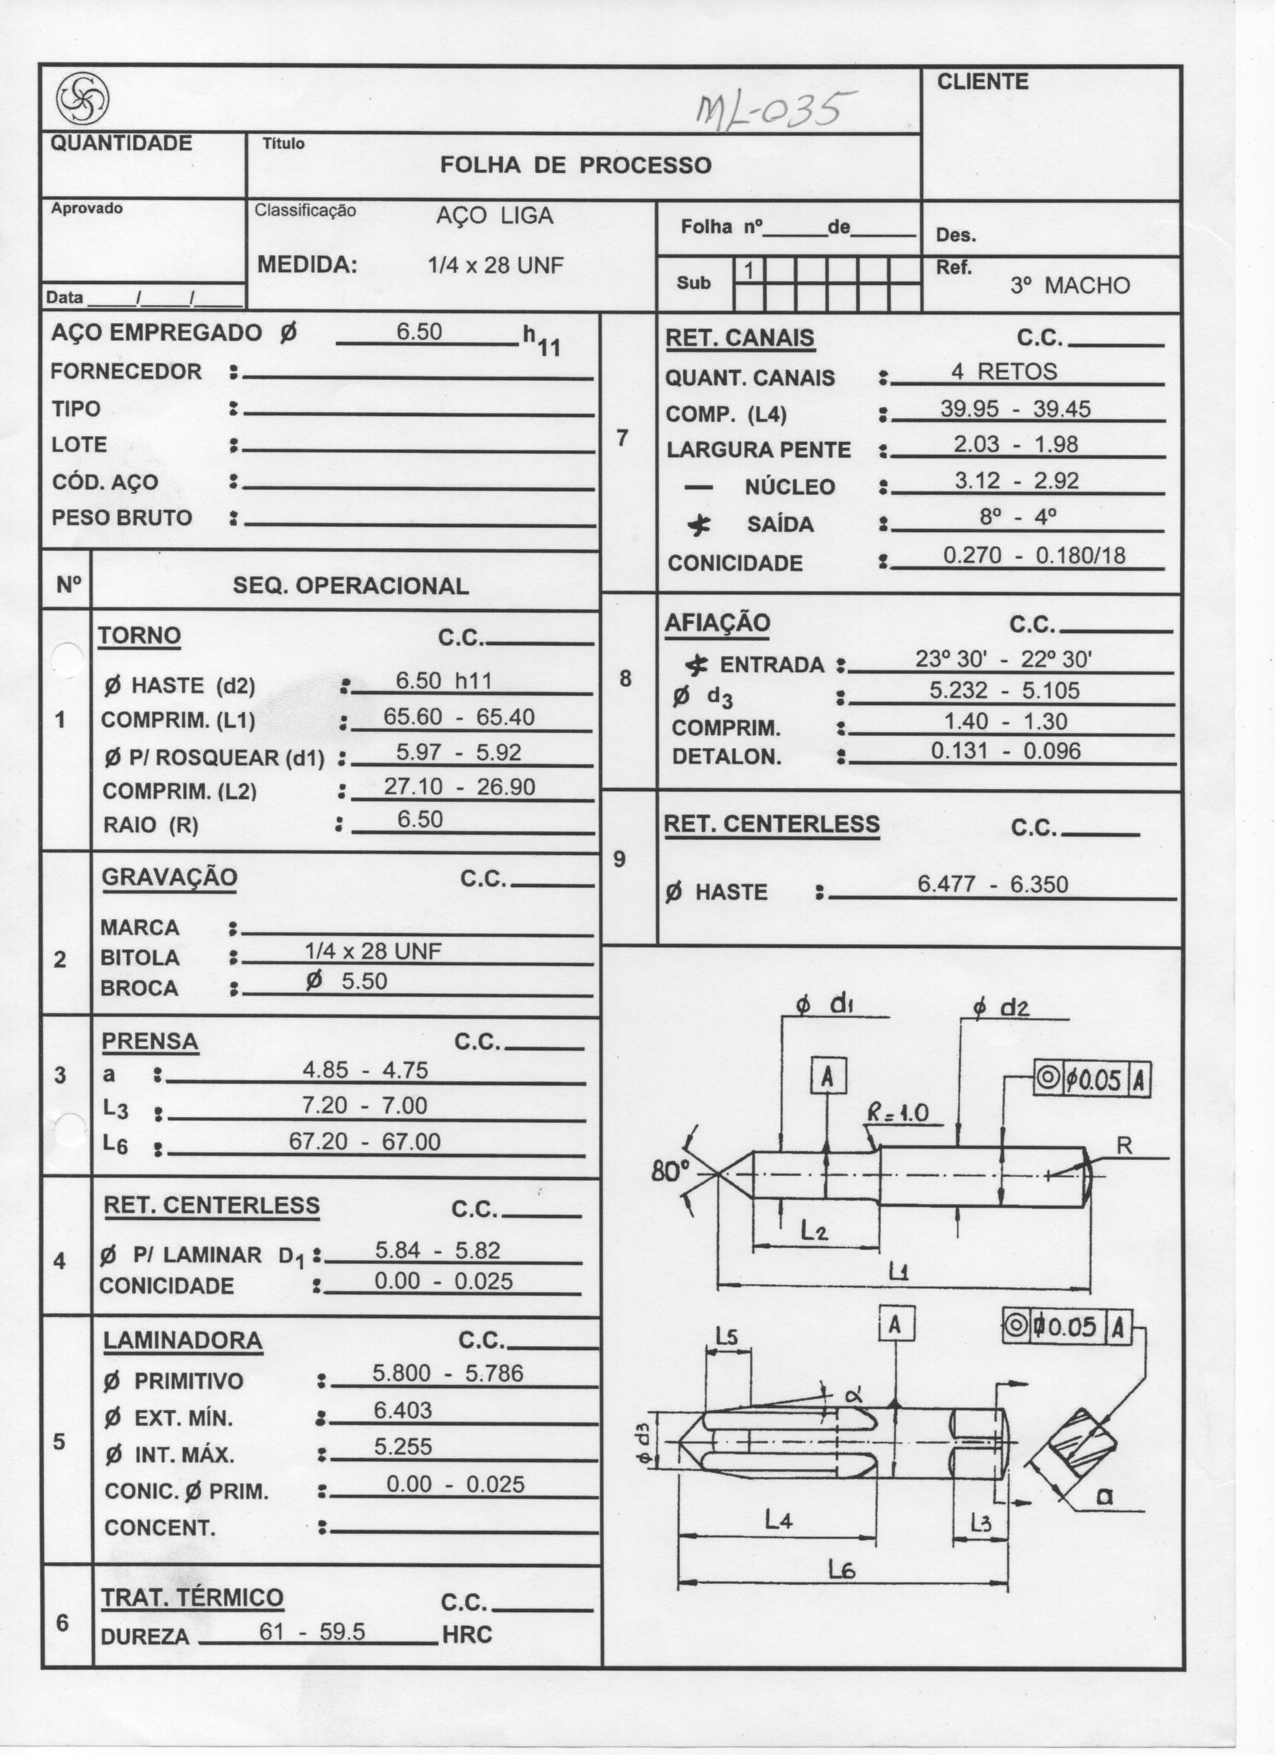 ML-035
CLIENTE
QUANTIDADE
Título
FOLHA DE PROCESSO
Aprovado
Data ____/____/____
Classificação AÇO LIGA
MEDIDA: 1/4 x 28 UNF
Folha nº_____de_____
Sub 1
Des.
Ref.
3º MACHO
AÇO EMPREGADO Ø 6.50 h11
FORNECEDOR :
TIPO :
LOTE :
CÓD. AÇO :
PESO BRUTO :
Nº SEQ. OPERACIONAL
1
TORNO C.C.
Ø HASTE (d2) : 6.50 h11
COMPRIM. (L1) : 65.60 - 65.40
Ø P/ ROSQUEAR (d1) : 5.97 - 5.92
COMPRIM. (L2) : 27.10 - 26.90
RAIO (R) : 6.50
2
GRAVAÇÃO C.C.
MARCA :
BITOLA : 1/4 x 28 UNF
BROCA : Ø 5.50
3
PRENSA C.C.
a : 4.85 - 4.75
L3 : 7.20 - 7.00
L6 : 67.20 - 67.00
4
RET. CENTERLESS C.C.
Ø P/ LAMINAR D1 : 5.84 - 5.82
CONICIDADE : 0.00 - 0.025
5
LAMINADORA C.C.
Ø PRIMITIVO : 5.800 - 5.786
Ø EXT. MÍN. : 6.403
Ø INT. MÁX. : 5.255
CONIC. Ø PRIM. : 0.00 - 0.025
CONCENT. :
6
TRAT. TÉRMICO C.C.
DUREZA 61 - 59.5 HRC
7
RET. CANAIS C.C.
QUANT. CANAIS : 4 RETOS
COMP. (L4) : 39.95 - 39.45
LARGURA PENTE : 2.03 - 1.98
— NÚCLEO : 3.12 - 2.92
SAÍDA : 8º - 4º
CONICIDADE : 0.270 - 0.180/18
8
AFIAÇÃO C.C.
ENTRADA : 23º 30' - 22º 30'
Ø d3 : 5.232 - 5.105
COMPRIM. : 1.40 - 1.30
DETALON. : 0.131 - 0.096
9
RET. CENTERLESS C.C.
Ø HASTE : 6.477 - 6.350
ϕ d1
ϕ d2
A
◎ ϕ0.05 A
R=1.0
R
80º
L2
L1
L5
A
◎ ϕ0.05 A
α
ϕ d3
a
L4
L3
L6